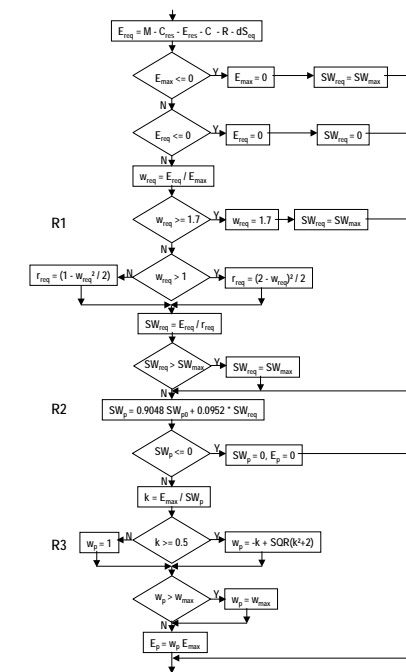 E_req = M - C_res - E_res - C - R - dS_eq
E_max <= 0
Y
E_max = 0
SW_req = SW_max
N
E_req <= 0
Y
E_req = 0
SW_req = 0
N
w_req = E_req / E_max
R1
w_req >= 1.7
Y
w_req = 1.7
SW_req = SW_max
N
r_req = (1 - w_req² / 2)
N
w_req > 1
Y
r_req = (2 - w_req)² / 2
SW_req = E_req / r_req
SW_req > SW_max
Y
SW_req = SW_max
N
R2
SW_p = 0.9048 SW_p0 + 0.0952 * SW_req
SW_p <= 0
Y
SW_p = 0, E_p = 0
N
k = E_max / SW_p
R3
w_p = 1
N
k >= 0.5
Y
w_p = -k + SQR(k²+2)
w_p > w_max
Y
w_p = w_max
N
E_p = w_p E_max